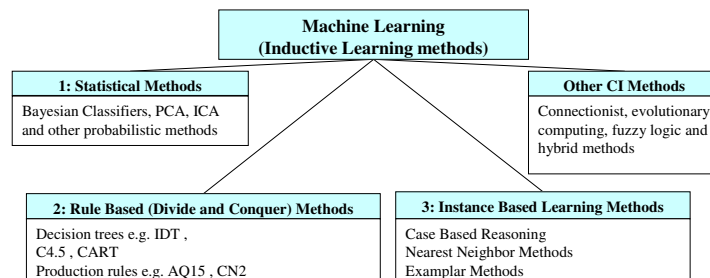 Machine Learning
(Inductive Learning methods)
1: Statistical Methods
Bayesian Classifiers, PCA, ICA
and other probabilistic methods
Other CI Methods
Connectionist, evolutionary
computing, fuzzy logic and
hybrid methods
2: Rule Based (Divide and Conquer) Methods
Decision trees e.g. IDT ,
C4.5 , CART
Production rules e.g. AQ15 , CN2
3: Instance Based Learning Methods
Case Based Reasoning
Nearest Neighbor Methods
Examplar Methods